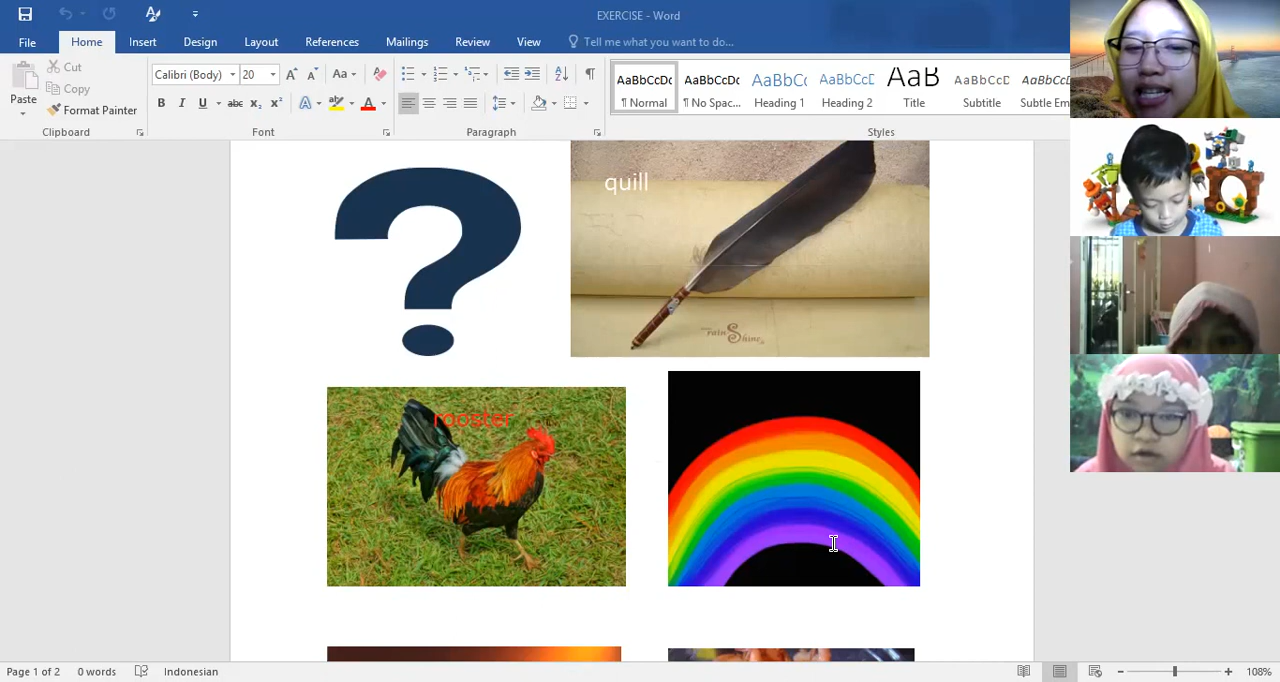 EXERCISE - Word
File Home Insert Design Layout References Mailings Review View Tell me what you want to do...
Paste
Cut
Copy
Format Painter
Clipboard
Calibri (Body) 20
Font
Paragraph
AaBbCcDc
¶ Normal
AaBbCcDc
¶ No Spac...
AaBbCc
Heading 1
AaBbCcD
Heading 2
AaB
Title
AaBbCcD
Subtitle
AaBbCcD
Subtle Em
Styles
?
quill
rain Shine
rooster
Page 1 of 2 0 words Indonesian 108%